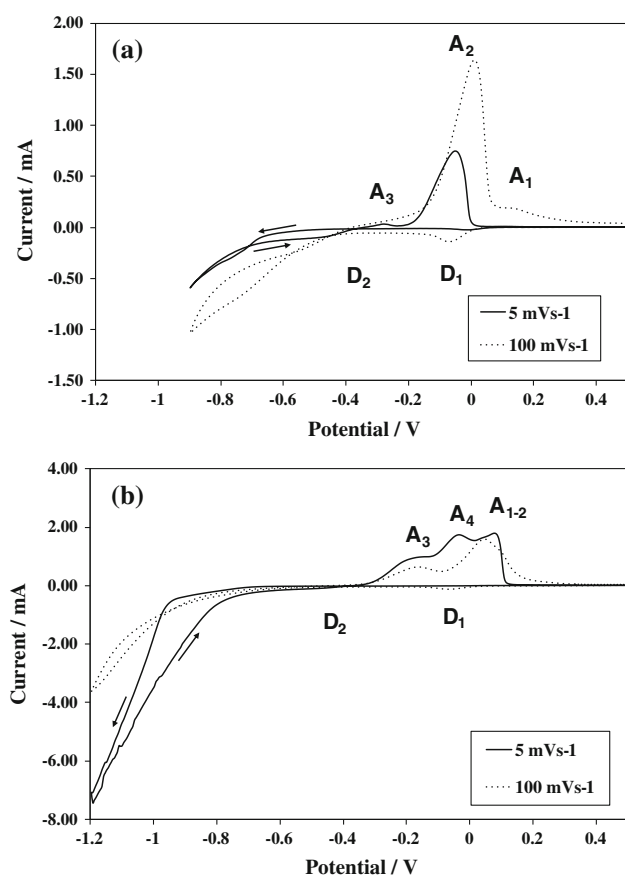 (a)
A2
A1
A3
D2
D1
2.00
1.50
1.00
0.50
0.00
-0.50
-1.00
-1.50
Current / mA
5 mVs-1
100 mVs-1
-1.2 -1 -0.8 -0.6 -0.4 -0.2 0 0.2 0.4
Potential / V
(b)
A3
A4
A1-2
D2
D1
4.00
2.00
0.00
-2.00
-4.00
-6.00
-8.00
Current / mA
5 mVs-1
100 mVs-1
-1.2 -1 -0.8 -0.6 -0.4 -0.2 0 0.2 0.4
Potential / V